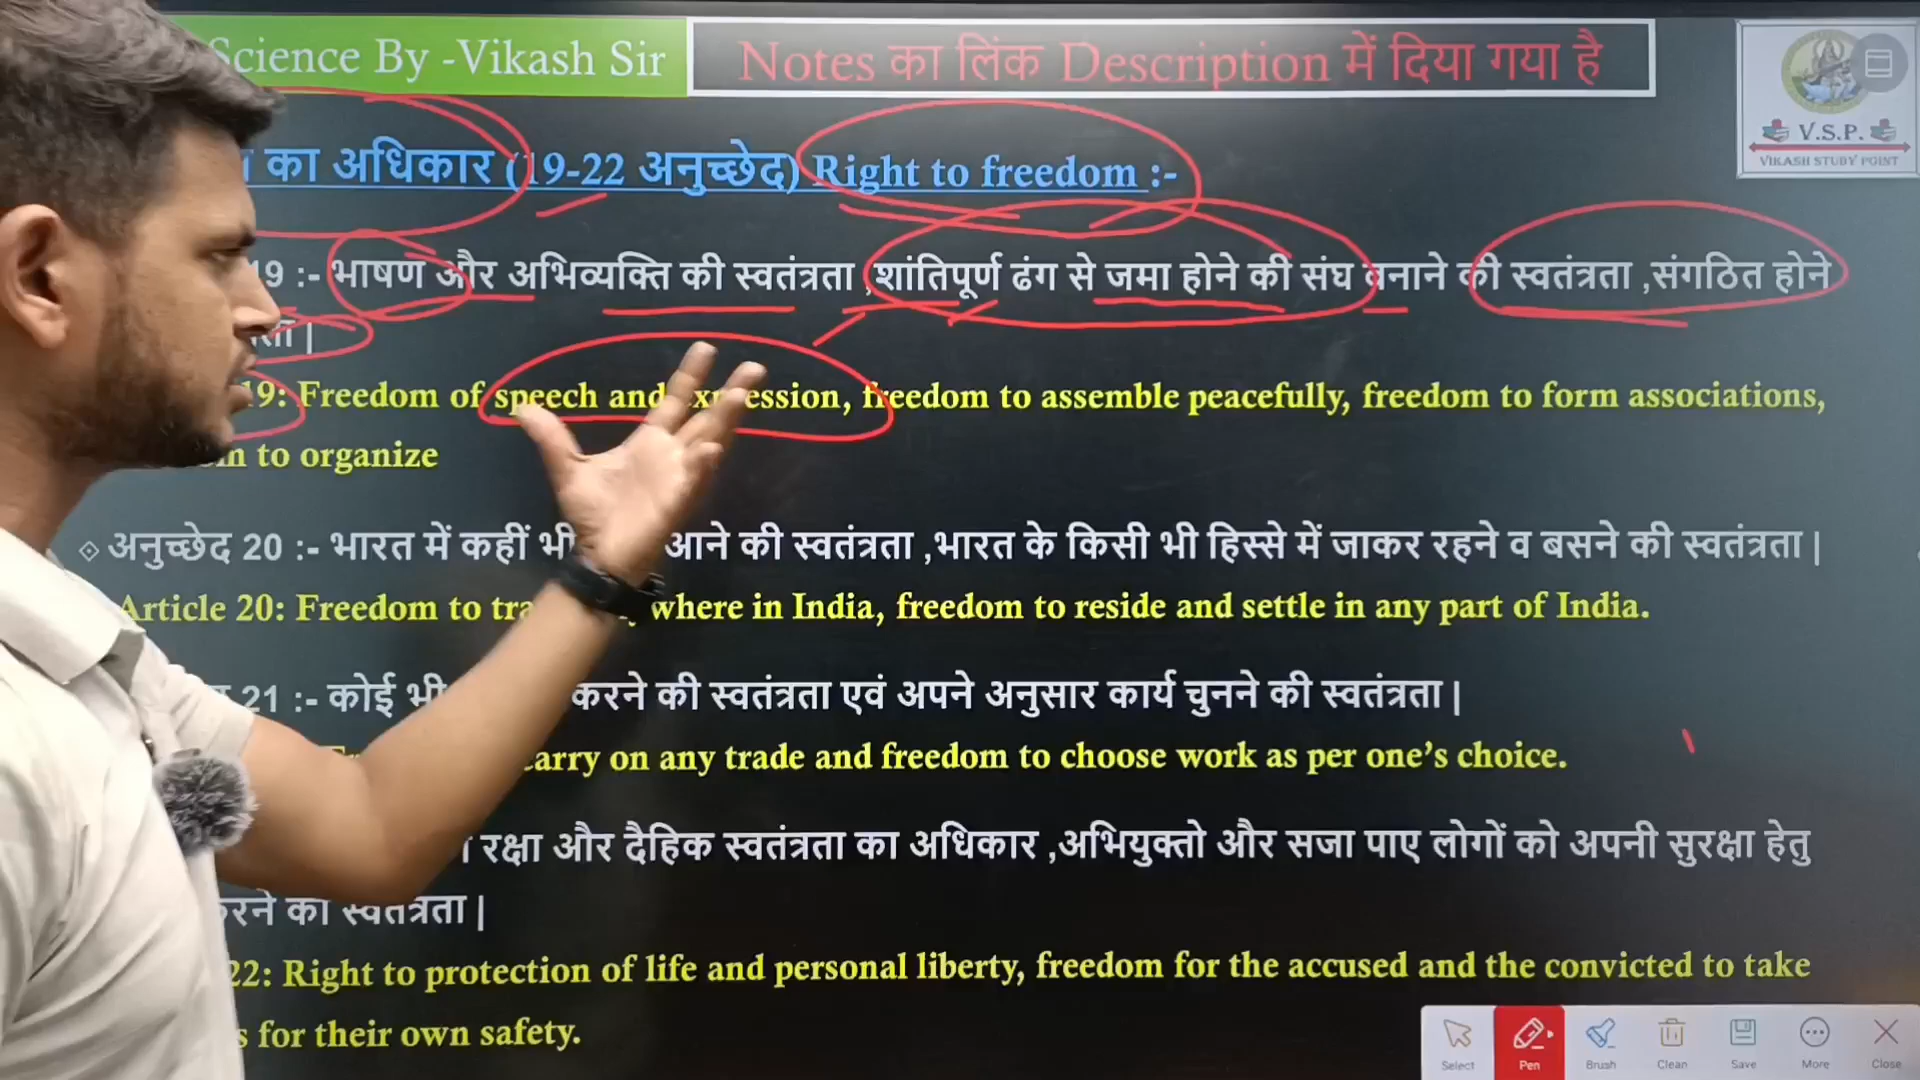 Science By -Vikash Sir
Notes का लिंक Description में दिया गया है
V.S.P.
VIKASH STUDY POINT
का अधिकार (19-22 अनुच्छेद) Right to freedom :-
19 :- भाषण और अभिव्यक्ति की स्वतंत्रता ,शांतिपूर्ण ढंग से जमा होने की संघ बनाने की स्वतंत्रता ,संगठित होने
19: Freedom of speech and expression, freedom to assemble peacefully, freedom to form associations,
to organize
अनुच्छेद 20 :- भारत में कहीं भी आने की स्वतंत्रता ,भारत के किसी भी हिस्से में जाकर रहने व बसने की स्वतंत्रता |
Article 20: Freedom to where in India, freedom to reside and settle in any part of India.
21 :- कोई भी करने की स्वतंत्रता एवं अपने अनुसार कार्य चुनने की स्वतंत्रता |
carry on any trade and freedom to choose work as per one’s choice.
रक्षा और दैहिक स्वतंत्रता का अधिकार ,अभियुक्तो और सजा पाए लोगों को अपनी सुरक्षा हेतु
करने की स्वतंत्रता |
22: Right to protection of life and personal liberty, freedom for the accused and the convicted to take
for their own safety.
Select
Pen
Brush
Clean
Save
More
Close